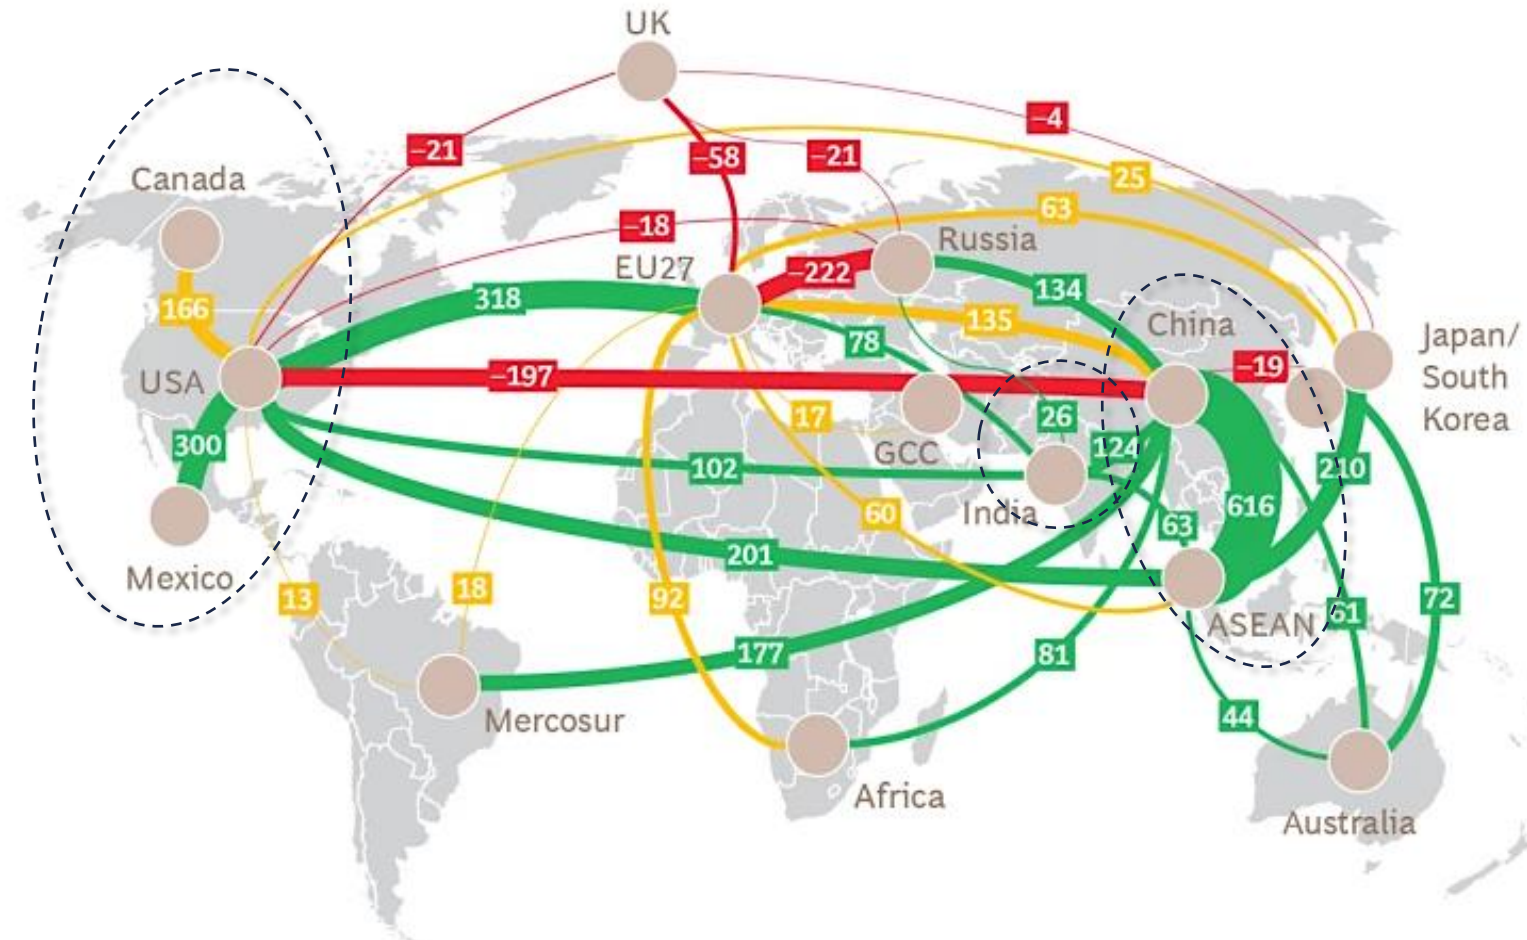 UK
–4
–21
–58
–21
Canada
25
63
–18
Russia
EU27
–222
318
134
166
135
China
78
Japan/
South
Korea
–19
USA
–197
17
26
300
GCC
124
102
210
India
616
60
63
201
Mexico
18
13
92
72
61
ASEAN
177
81
Mercosur
44
Africa
Australia